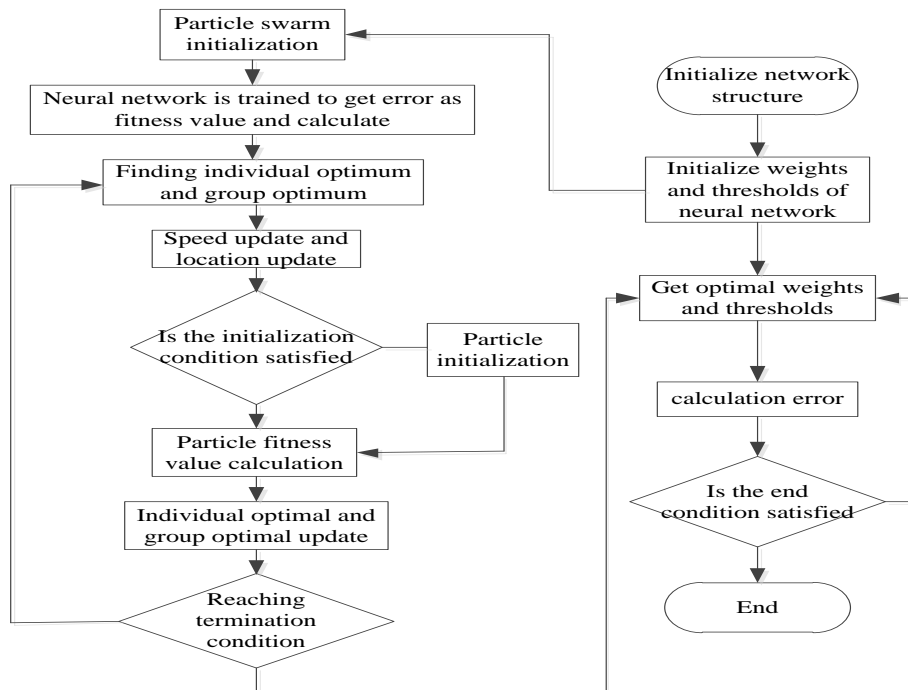 Particle swarm
initialization
Neural network is trained to get error as
fitness value and calculate
Finding individual optimum
and group optimum
Speed update and
location update
Is the initialization
condition satisfied
Particle
initialization
Particle fitness
value calculation
Individual optimal and
group optimal update
Reaching
termination
condition
Initialize network
structure
Initialize weights
and thresholds of
neural network
Get optimal weights
and thresholds
calculation error
Is the end
condition satisfied
End